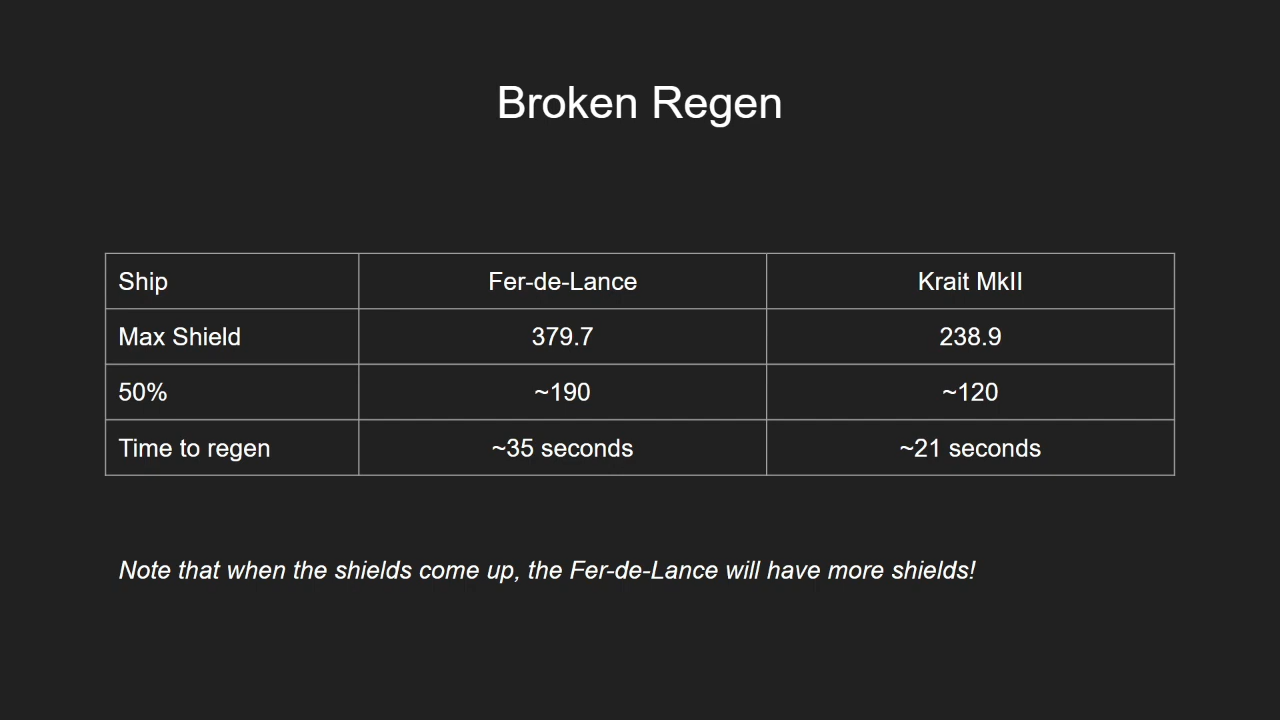 Broken Regen
Ship Fer-de-Lance Krait MkII
Max Shield 379.7 238.9
50% ~190 ~120
Time to regen ~35 seconds ~21 seconds
Note that when the shields come up, the Fer-de-Lance will have more shields!